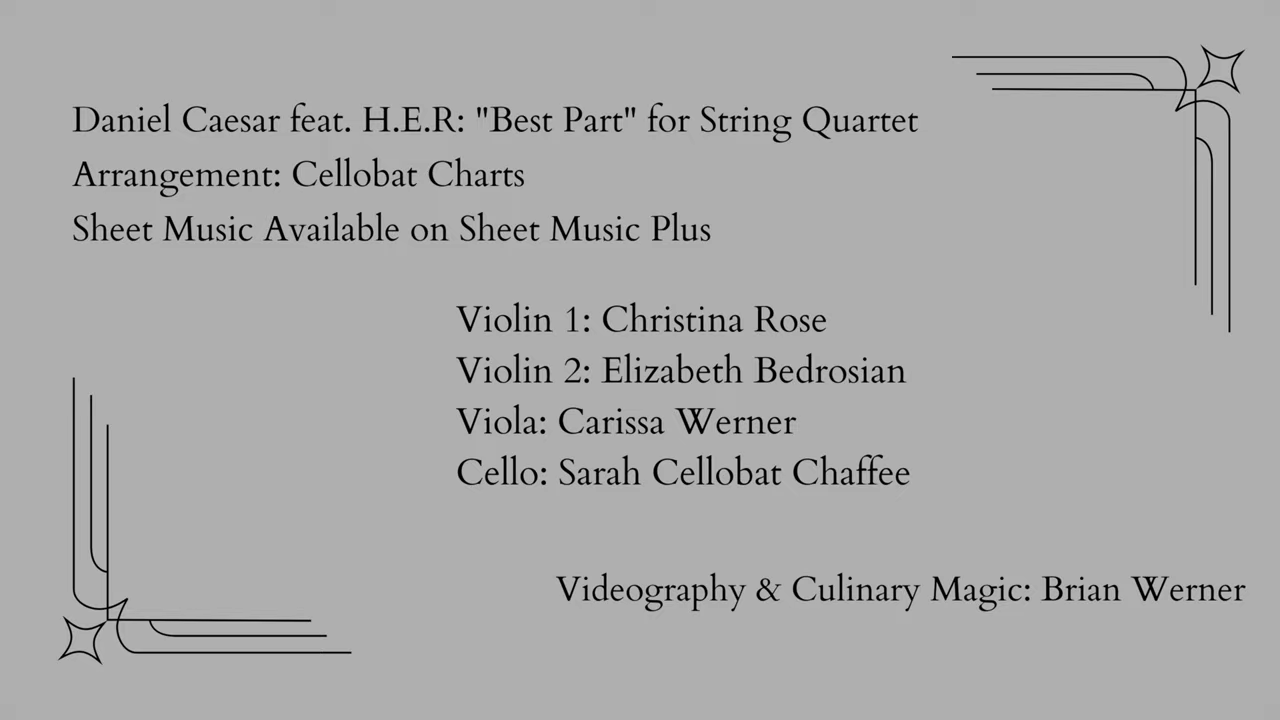 Daniel Caesar feat. H.E.R: "Best Part" for String Quartet
Arrangement: Cellobat Charts
Sheet Music Available on Sheet Music Plus
Violin 1: Christina Rose
Violin 2: Elizabeth Bedrosian
Viola: Carissa Werner
Cello: Sarah Cellobat Chaffee
Videography & Culinary Magic: Brian Werner